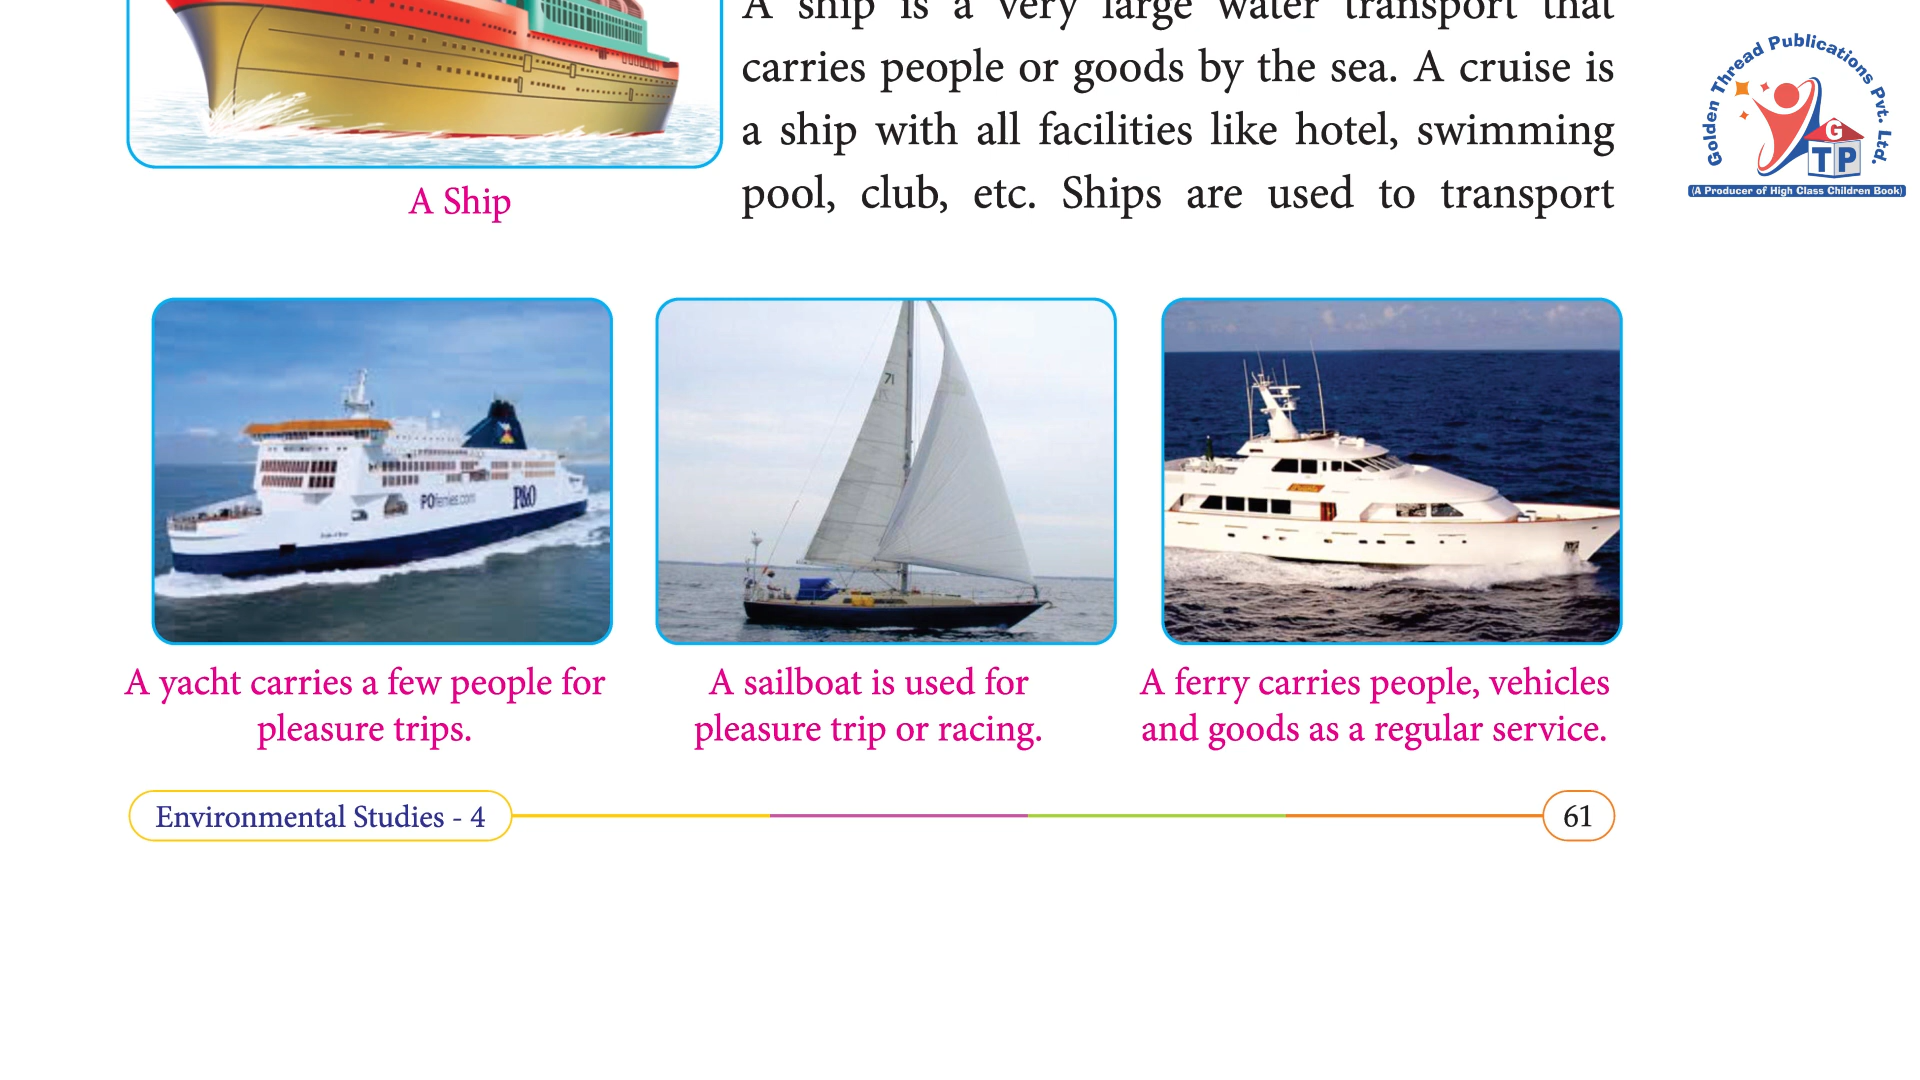 A ship is a very large water transport that
carries people or goods by the sea. A cruise is
a ship with all facilities like hotel, swimming
pool, club, etc. Ships are used to transport
A Ship
Golden Thread Publications Pvt. Ltd.
G
T P
(A Producer of High Class Children Book)
POferries.com
P&O
71
A yacht carries a few people for
pleasure trips.
A sailboat is used for
pleasure trip or racing.
A ferry carries people, vehicles
and goods as a regular service.
Environmental Studies - 4
61